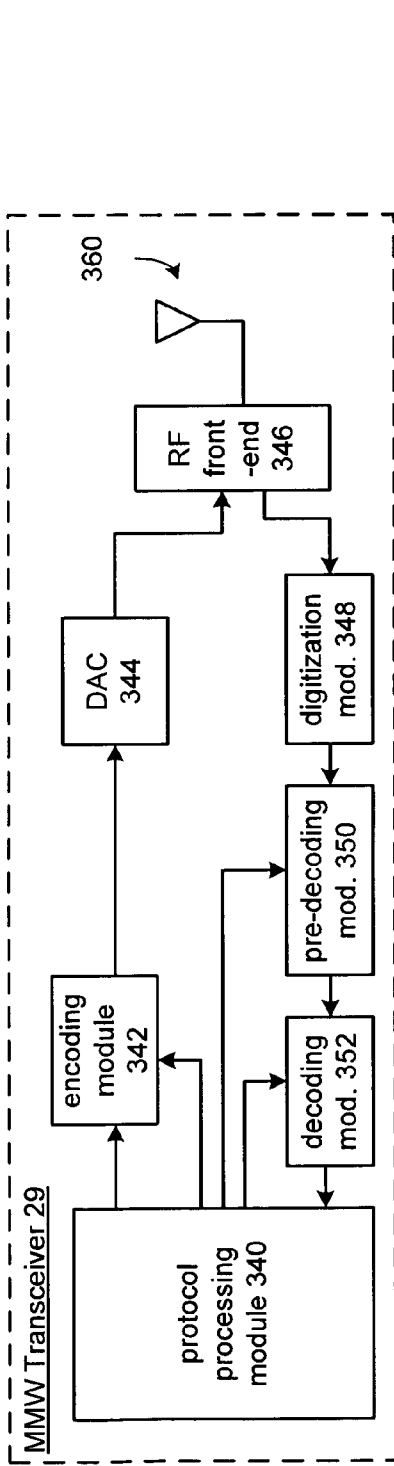 MMW Transceiver 29
protocol
processing
module 340
encoding
module
342
DAC
344
RF
front
-end
346
360
decoding
mod. 352
pre-decoding
mod. 350
digitization
mod. 348